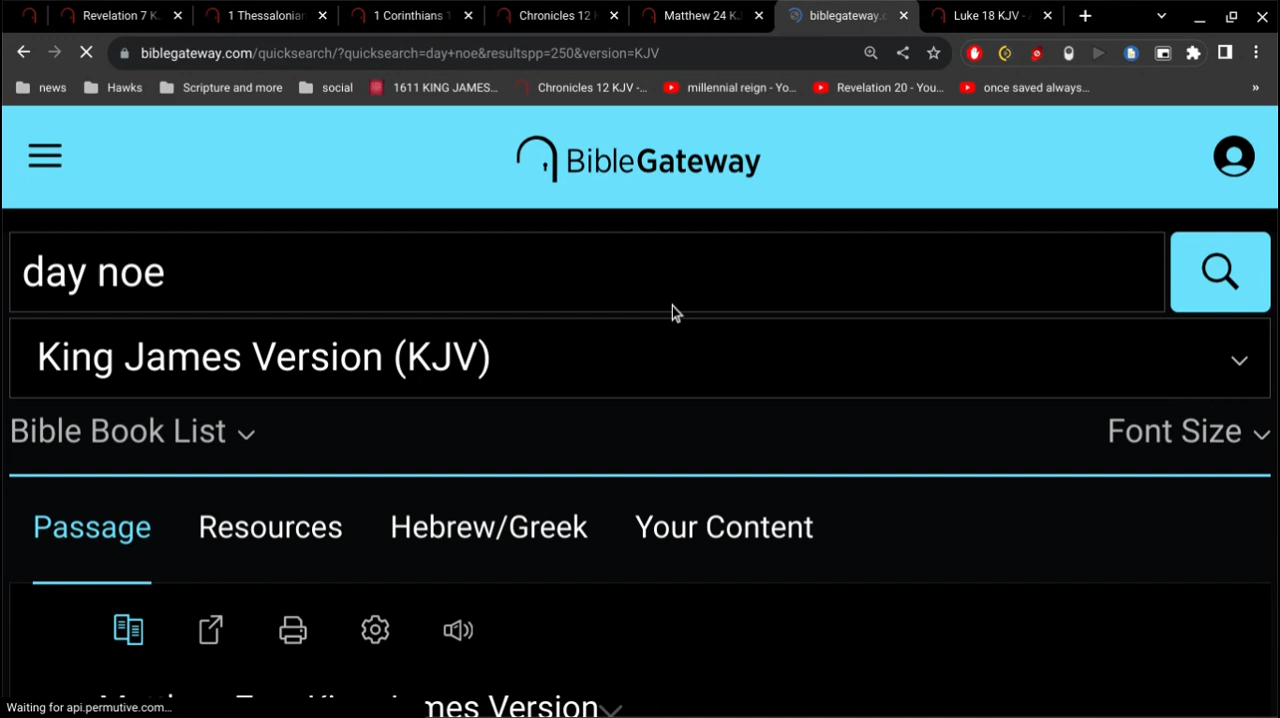 Revelation 7 K
1 Thessalonian
1 Corinthians 1
Chronicles 12
Matthew 24 KJ
biblegateway.c
Luke 18 KJV - A
biblegateway.com/quicksearch/?quicksearch=day+noe&resultspp=250&version=KJV
news
Hawks
Scripture and more
social
1611 KING JAMES...
Chronicles 12 KJV -...
millennial reign - Yo...
Revelation 20 - You...
once saved always...
»
BibleGateway
day noe
King James Version (KJV)
Bible Book List
Font Size
Passage
Resources
Hebrew/Greek
Your Content
mes Version
Waiting for api.permutive.com...